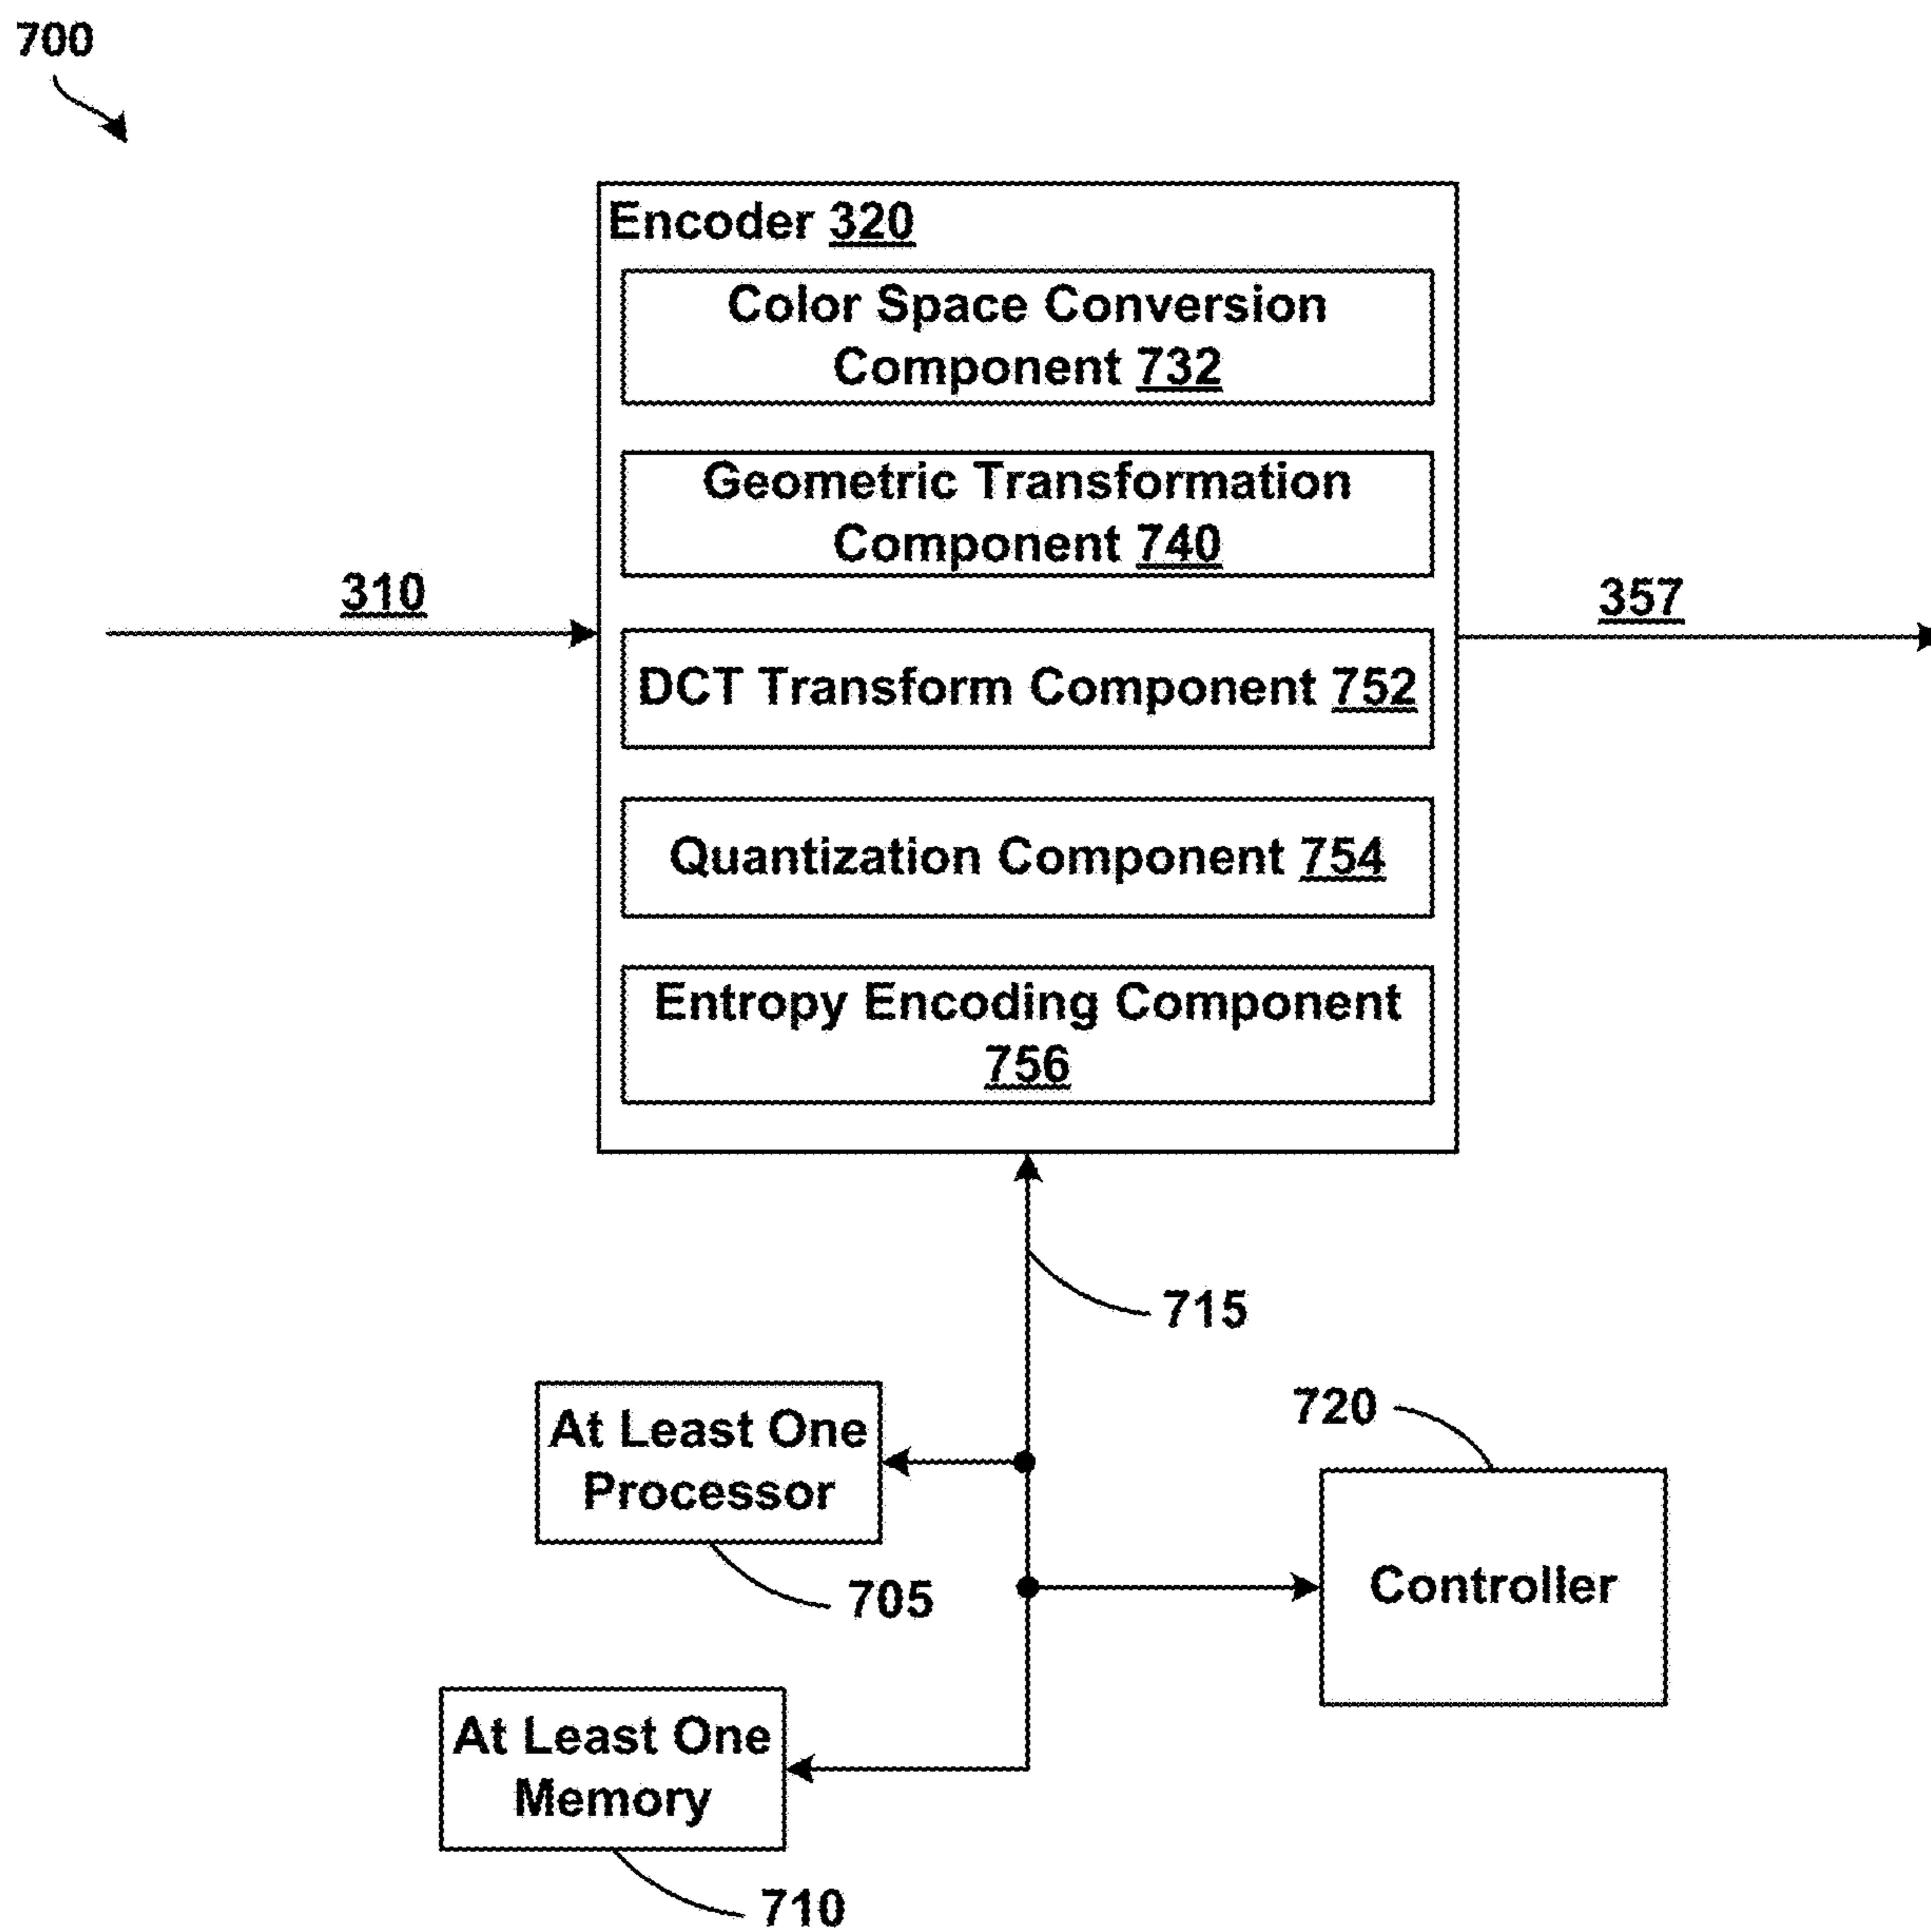 700
Encoder 320
Color Space Conversion
Component 732
Geometric Transformation
Component 740
310
357
DCT Transform Component 752
Quantization Component 754
Entropy Encoding Component
756
715
At Least One
Processor
720
705
Controller
At Least One
Memory
710